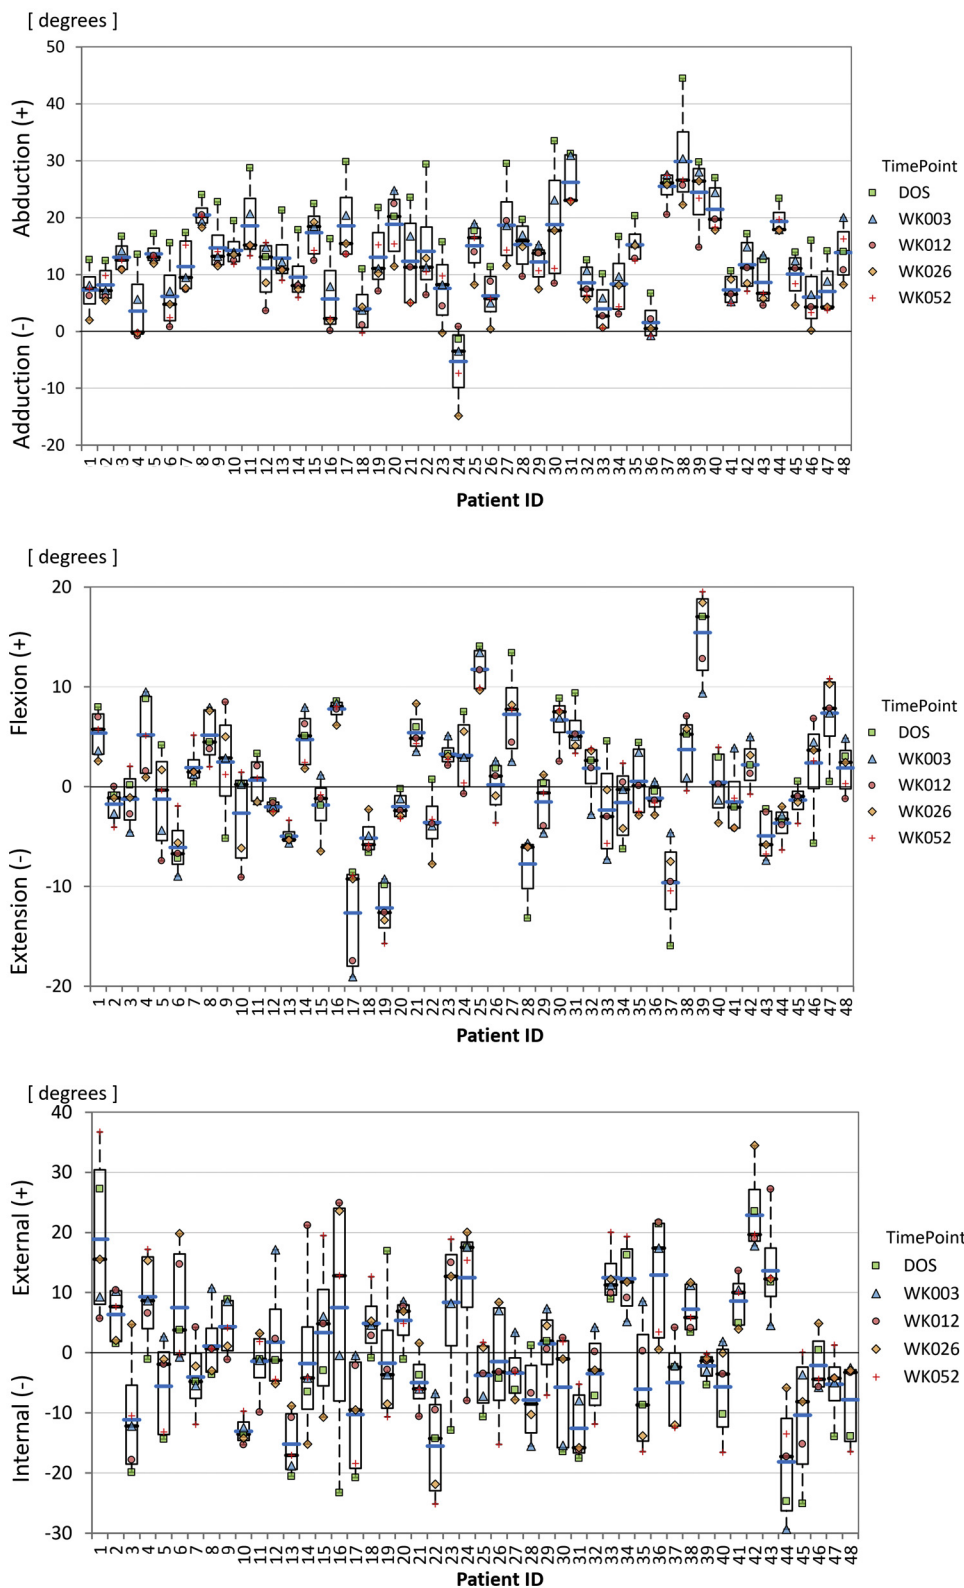 [ degrees ]
Abduction (+)
Adduction (-)
50
40
30
20
10
0
-10
-20
1 2 3 4 5 6 7 8 9 10 11 12 13 14 15 16 17 18 19 20 21 22 23 24 25 26 27 28 29 30 31 32 33 34 35 36 37 38 39 40 41 42 43 44 45 46 47 48
Patient ID
TimePoint
DOS
WK003
WK012
WK026
WK052
[ degrees ]
Flexion (+)
Extension (-)
20
10
0
-10
-20
1 2 3 4 5 6 7 8 9 10 11 12 13 14 15 16 17 18 19 20 21 22 23 24 25 26 27 28 29 30 31 32 33 34 35 36 37 38 39 40 41 42 43 44 45 46 47 48
Patient ID
TimePoint
DOS
WK003
WK012
WK026
WK052
[ degrees ]
External (+)
Internal (-)
40
30
20
10
0
-10
-20
-30
1 2 3 4 5 6 7 8 9 10 11 12 13 14 15 16 17 18 19 20 21 22 23 24 25 26 27 28 29 30 31 32 33 34 35 36 37 38 39 40 41 42 43 44 45 46 47 48
Patient ID
TimePoint
DOS
WK003
WK012
WK026
WK052